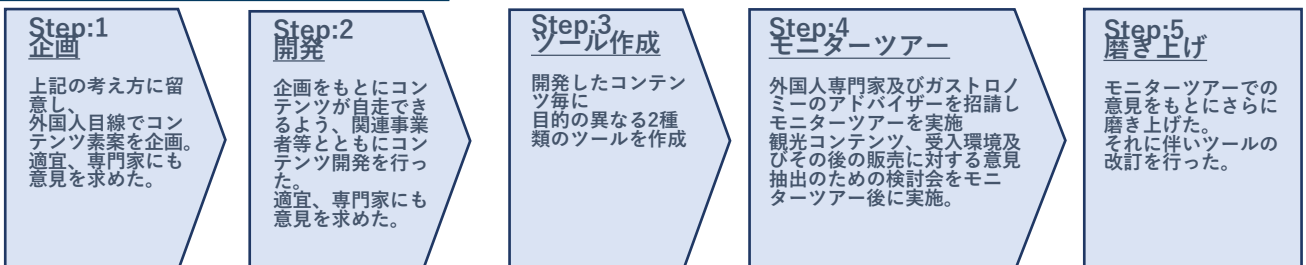 Step:1
企画
上記の考え方に留
意し、
外国人目線でコン
テンツ素案を企画。
適宜、専門家にも
意見を求めた。
Step:2
開発
企画をもとにコン
テンツが自走でき
るよう、関連事業
者等とともにコン
テンツ開発を行っ
た。
適宜、専門家にも
意見を求めた。
Step:3
ツール作成
開発したコンテン
ツ毎に
目的の異なる2種
類のツールを作成
Step:4
モニターツアー
外国人専門家及びガストロノ
ミーのアドバイザーを招請し
モニターツアーを実施
観光コンテンツ、受入環境及
びその後の販売に対する意見
抽出のための検討会をモニ
ターツアー後に実施。
Step:5
磨き上げ
モニターツアーでの
意見をもとにさらに
磨き上げた。
それに伴いツールの
改訂を行った。